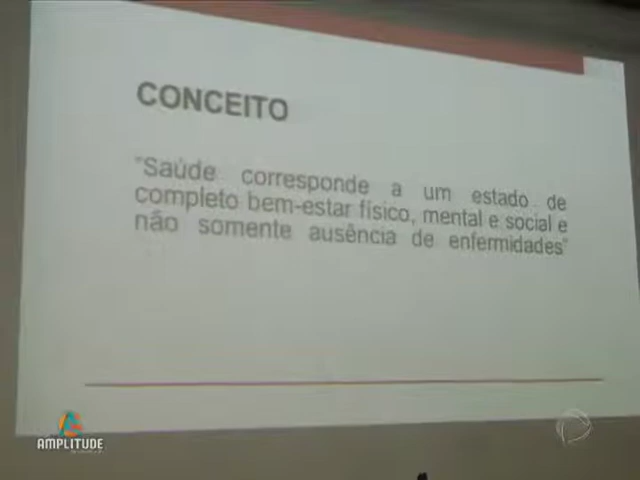 CONCEITO
"Saúde corresponde a um estado de
completo bem-estar físico, mental e social e
não somente ausência de enfermidades"
AMPLITUDE